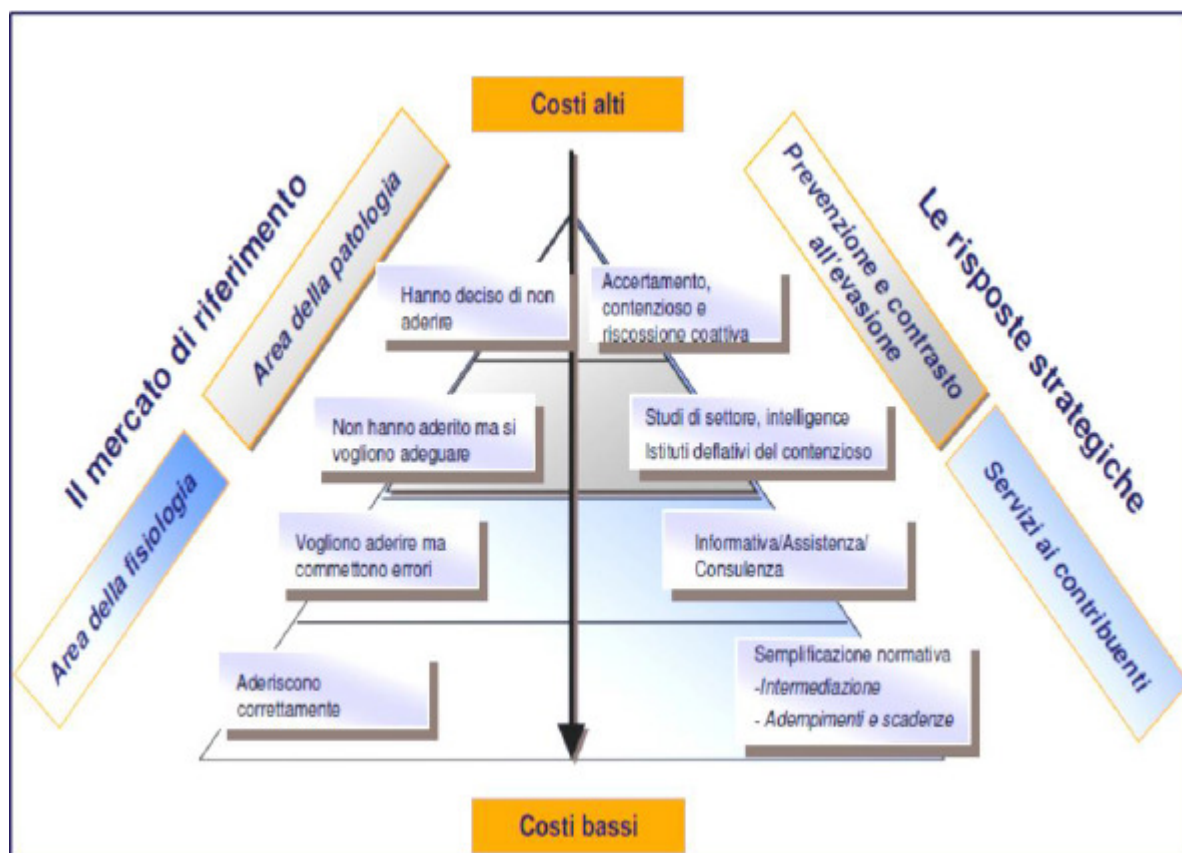 Costi alti
Il mercato di riferimento
Area della patologia
Area della fisiologia
Prevenzione e contrasto
all'evasione
Le risposte strategiche
Servizi ai contribuenti
Hanno deciso di non
aderire
Accertamento,
contenzioso e
riscossione coattiva
Non hanno aderito ma si
vogliono adeguare
Studi di settore, intelligence
Istituti deflativi del contenzioso
Vogliono aderire ma
commettono errori
Informativa/Assistenza/
Consulenza
Aderiscono
correttamente
Semplificazione normativa
-Intermediazione
- Adempimenti e scadenze
Costi bassi